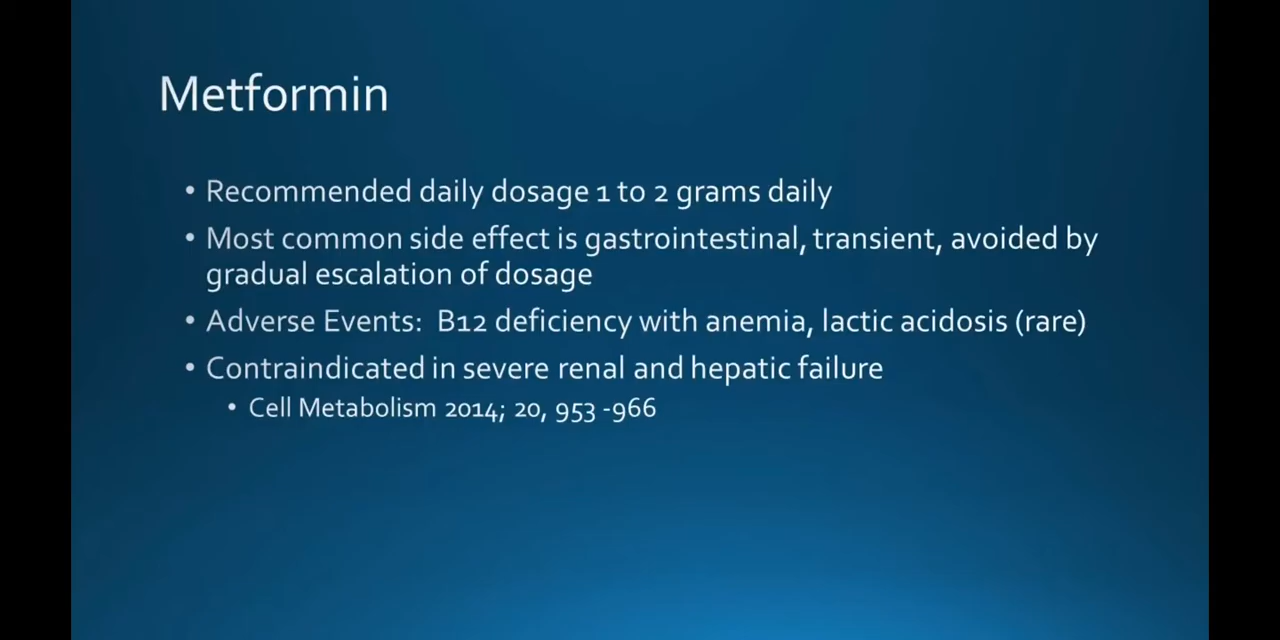 Metformin
• Recommended daily dosage 1 to 2 grams daily
• Most common side effect is gastrointestinal, transient, avoided by
gradual escalation of dosage
• Adverse Events:  B12 deficiency with anemia, lactic acidosis (rare)
• Contraindicated in severe renal and hepatic failure
• Cell Metabolism 2014; 20, 953 -966